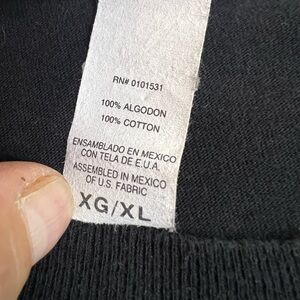 RN# 0101531
100% ALGODON
100% COTTON
ENSAMBLADO EN MEXICO
CON TELA DE E.U.A.
ASSEMBLED IN MEXICO
OF U.S. FABRIC
XG/XL